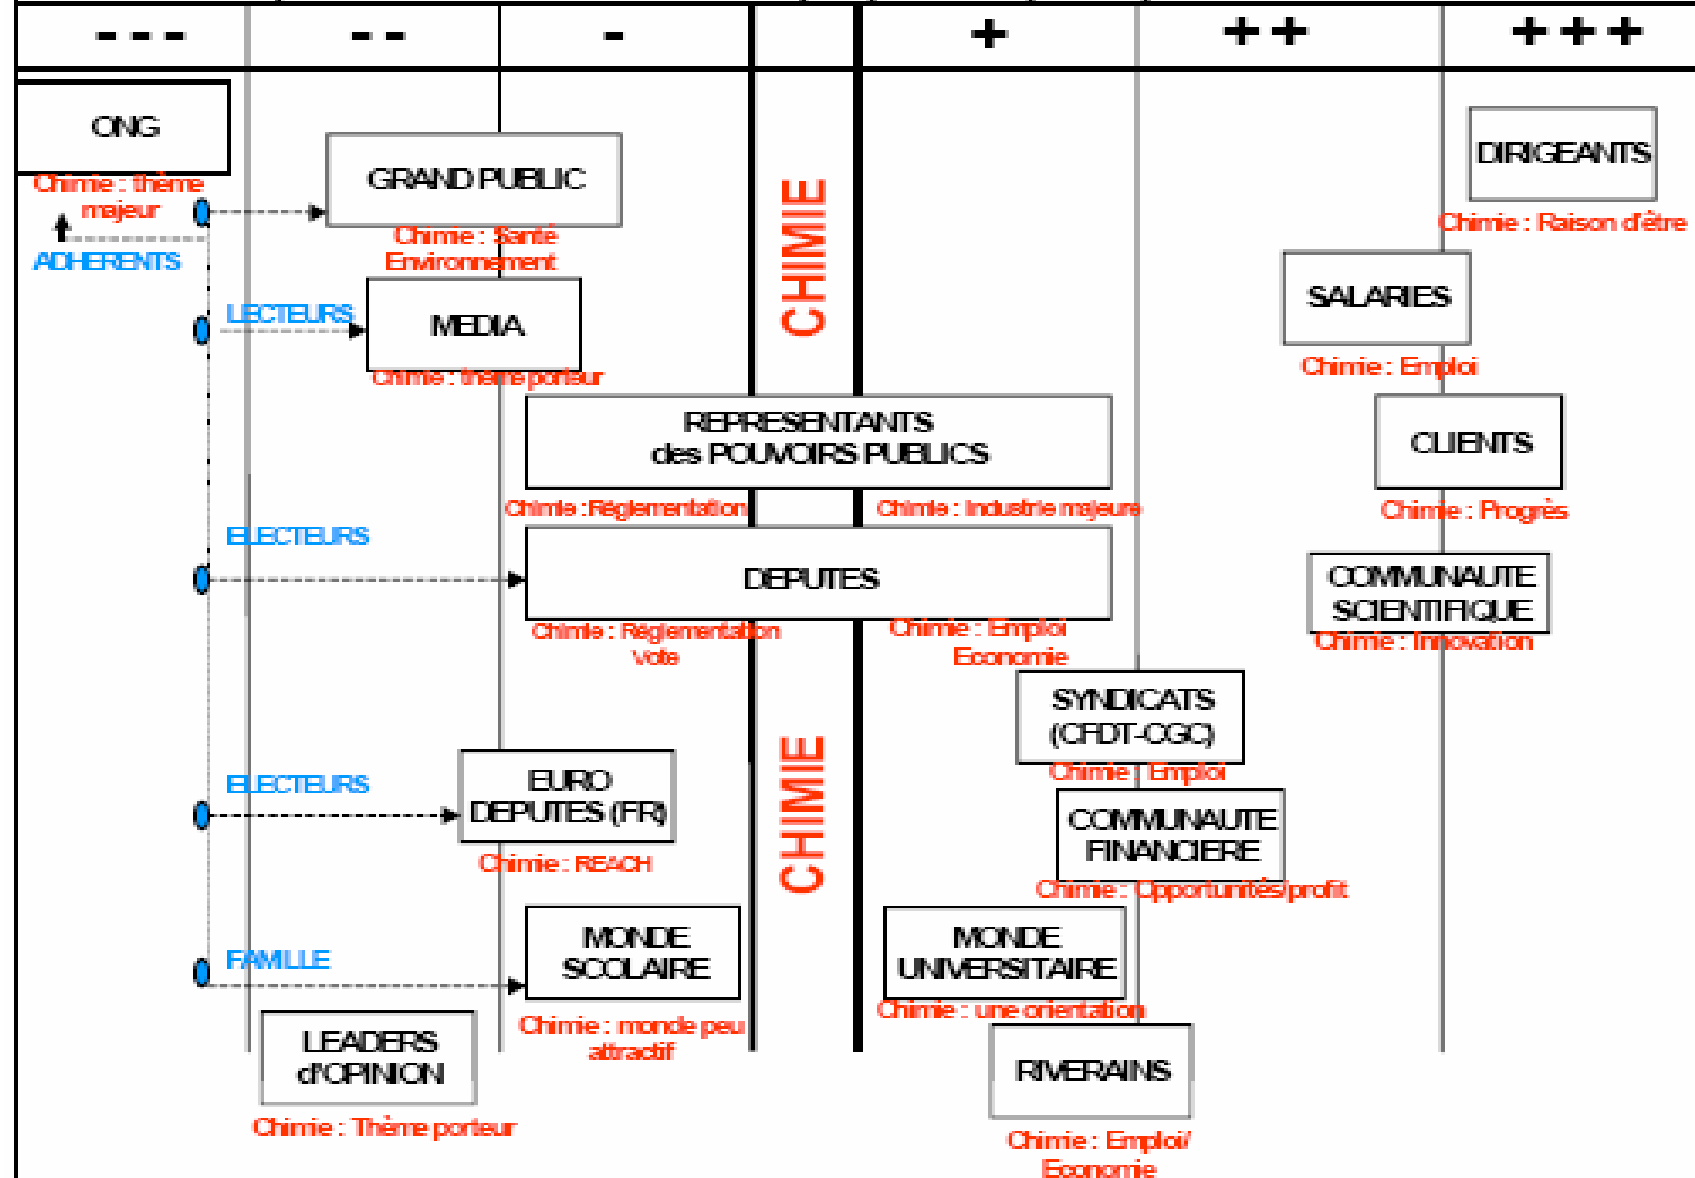 --- -- - + ++ +++
ONG
Chimie : thème
majeur
ADHERENTS
GRAND PUBLIC
Chimie : Santé
Environnement
LECTEURS
MEDIA
Chimie : thème porteur
CHIMIE
DIRIGEANTS
Chimie : Raison d'être
SALARIES
Chimie : Emploi
REPRESENTANTS
des POUVOIRS PUBLICS
Chimie : Réglementation
Chimie : Industrie majeure
CLIENTS
Chimie : Progrès
ELECTEURS
DEPUTES
Chimie : Réglementation
Vote
Chimie : Emploi
Economie
COMMUNAUTE
SCIENTIFIQUE
Chimie : Innovation
SYNDICATS
(CFDT-CGC)
Chimie : Emploi
ELECTEURS
EURO
DEPUTES (FR)
Chimie : REACH
CHIMIE
COMMUNAUTE
FINANCIERE
Chimie : Opportunités/profit
FAMILLE
MONDE
SCOLAIRE
Chimie : monde peu
attractif
MONDE
UNIVERSITAIRE
Chimie : une orientation
LEADERS
d'OPINION
Chimie : Thème porteur
RIVERAINS
Chimie : Emploi/
Economie